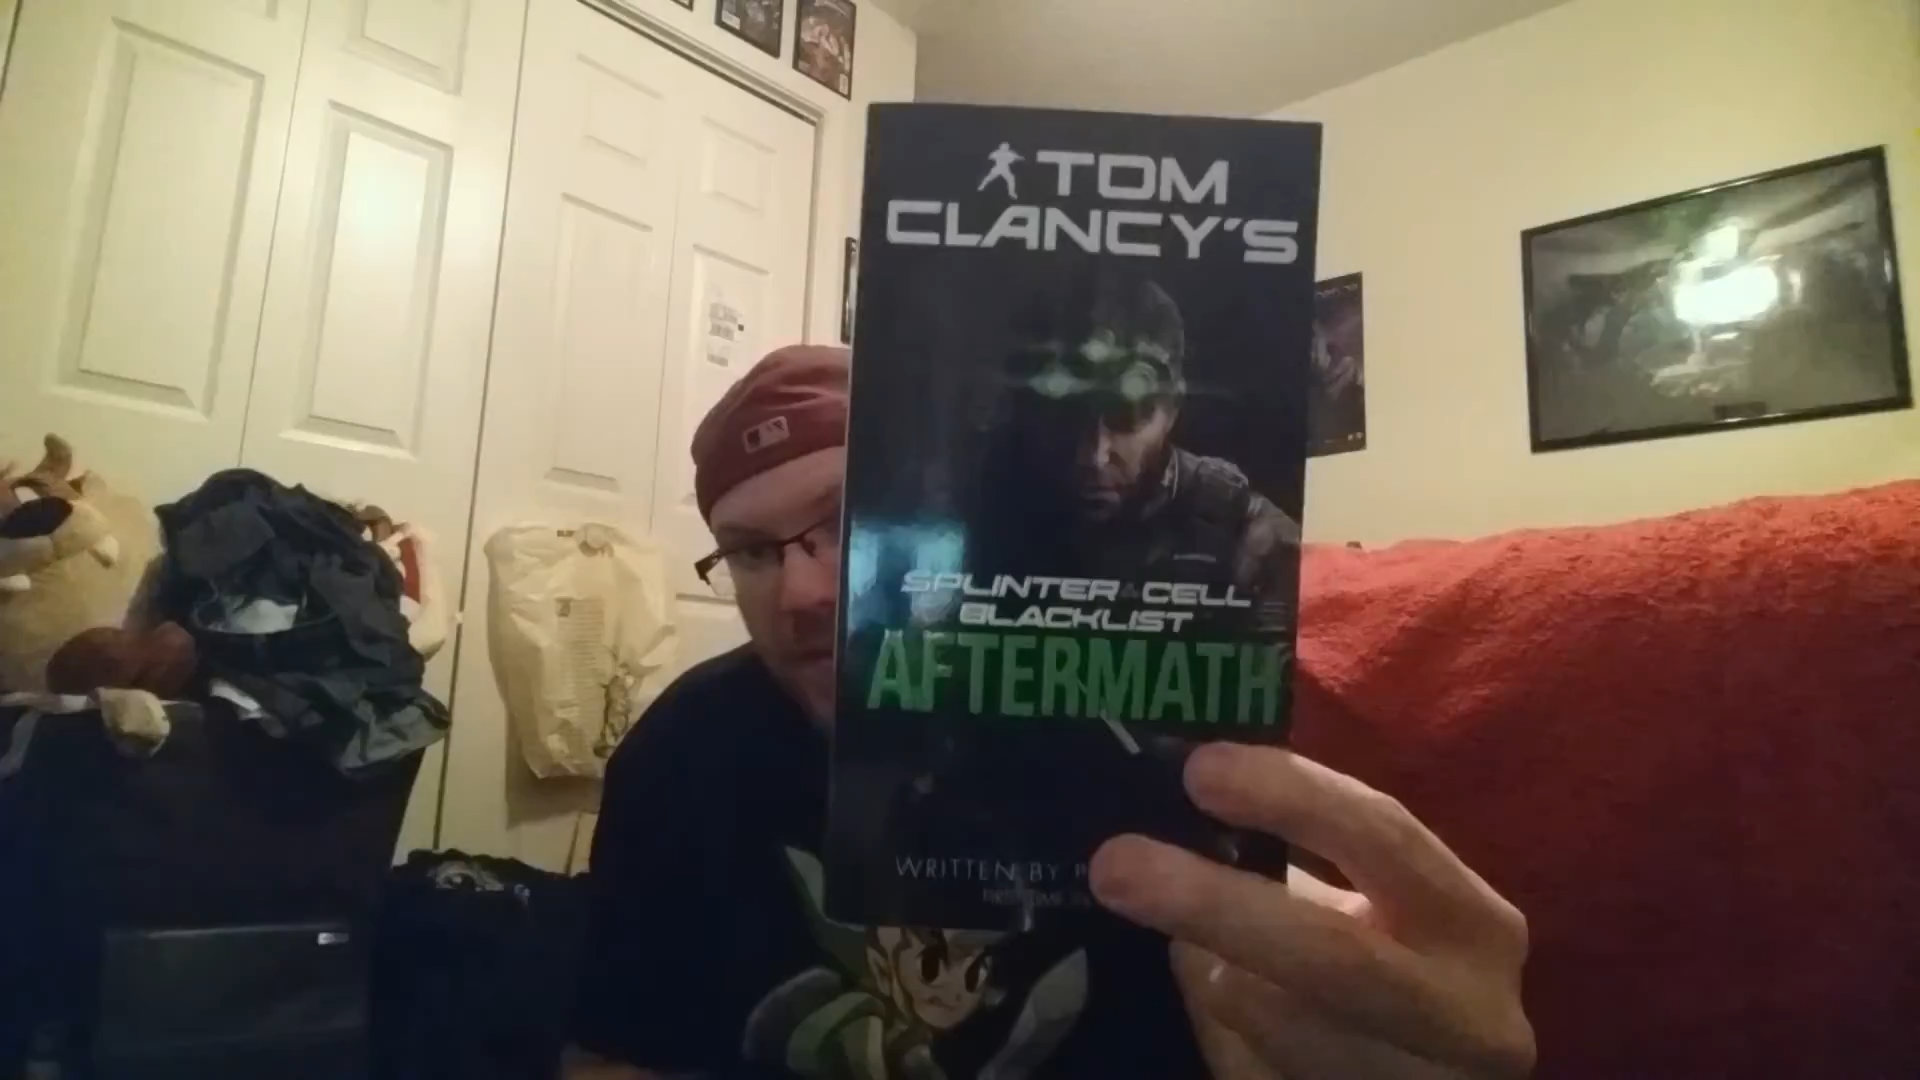 TOM
CLANCY'S
SPLINTER CELL
BLACKLIST
AFTERMATH
WRITTEN BY P